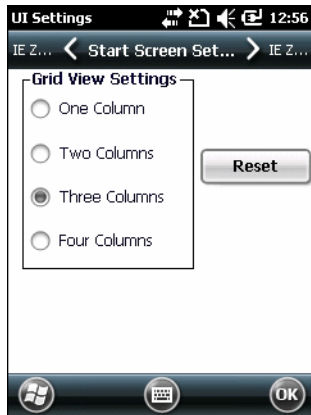 UI Settings 12:56
IE Z... Start Screen Set... IE Z...
Grid View Settings
One Column
Two Columns
Reset
Three Columns
Four Columns
OK